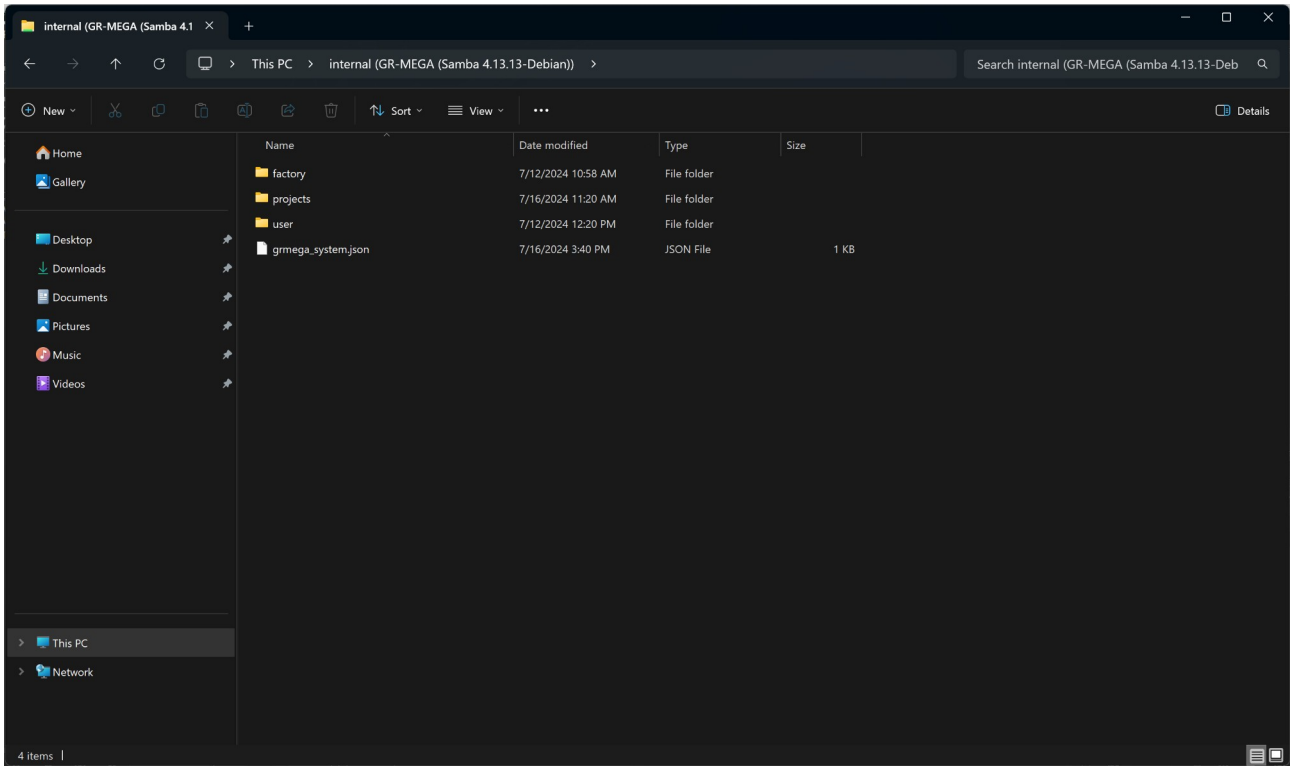 internal (GR-MEGA (Samba 4.1
This PC > internal (GR-MEGA (Samba 4.13.13-Debian)) >
Search internal (GR-MEGA (Samba 4.13.13-Deb
New
Sort
View
Details
Home
Gallery
Desktop
Downloads
Documents
Pictures
Music
Videos
This PC
Network
Name Date modified Type Size
factory 7/12/2024 10:58 AM File folder
projects 7/16/2024 11:20 AM File folder
user 7/12/2024 12:20 PM File folder
grmega_system.json 7/16/2024 3:40 PM JSON File 1 KB
4 items